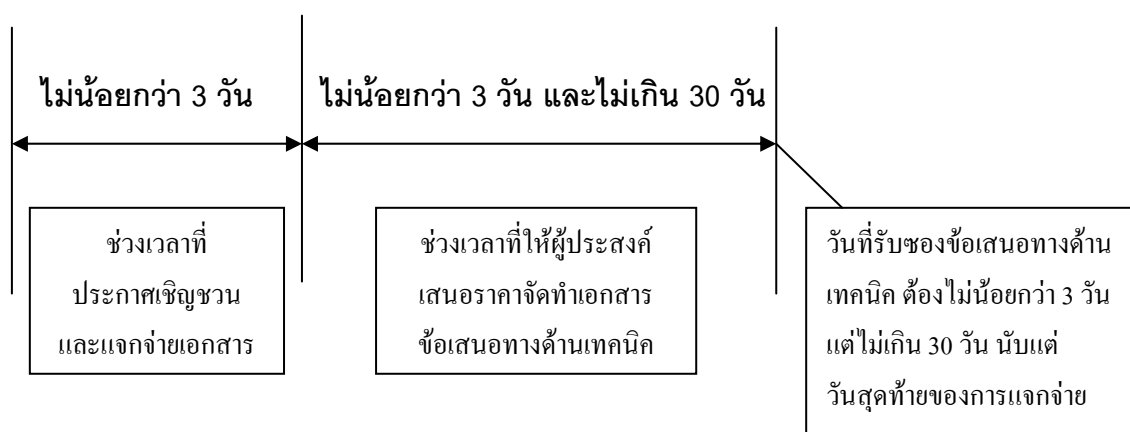 ไม่น้อยกว่า 3 วัน
ไม่น้อยกว่า 3 วัน และไม่เกิน 30 วัน
ช่วงเวลาที่
ประกาศเชิญชวน
และแจกจ่ายเอกสาร
ช่วงเวลาที่ให้ผู้ประสงค์
เสนอราคาจัดทำเอกสาร
ข้อเสนอทางด้านเทคนิค
วันที่รับซองข้อเสนอทางด้าน
เทคนิค ต้องไม่น้อยกว่า 3 วัน
แต่ไม่เกิน 30 วัน นับแต่
วันสุดท้ายของการแจกจ่าย